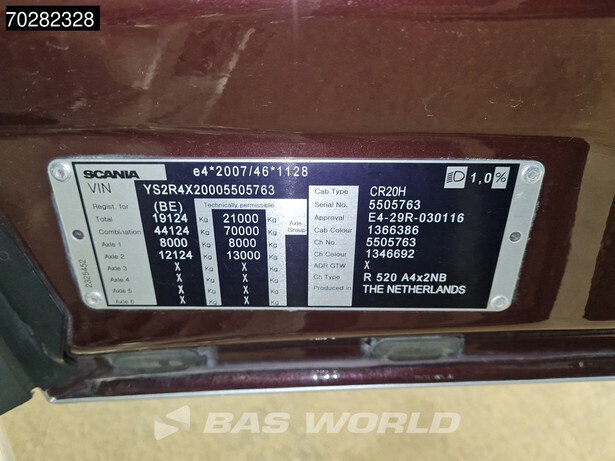 70282328
SCANIA e4*2007/46*1128 1,0%
VIN YS2R4X20005505763
Registered for (BE) Technically permissible
Total 19124 Kg 21000 Kg Axle Group
Combination 44124 Kg 70000 Kg
Axle 1 8000 Kg 8000 Kg
Axle 2 12124 Kg 13000 Kg
Axle 3 X Kg X Kg
Axle 4 X Kg X Kg
Axle 5 X Kg X Kg
Axle 6 X Kg X Kg
Cab Type CR20H
Serial No. 5505763
Approval E4-29R-030116
Cab Colour 1366386
Ch No. 5505763
Ch Colour 1346692
ADR GTW X
Ch Type R 520 A4x2NB
Produced in THE NETHERLANDS
2325452
BAS WORLD